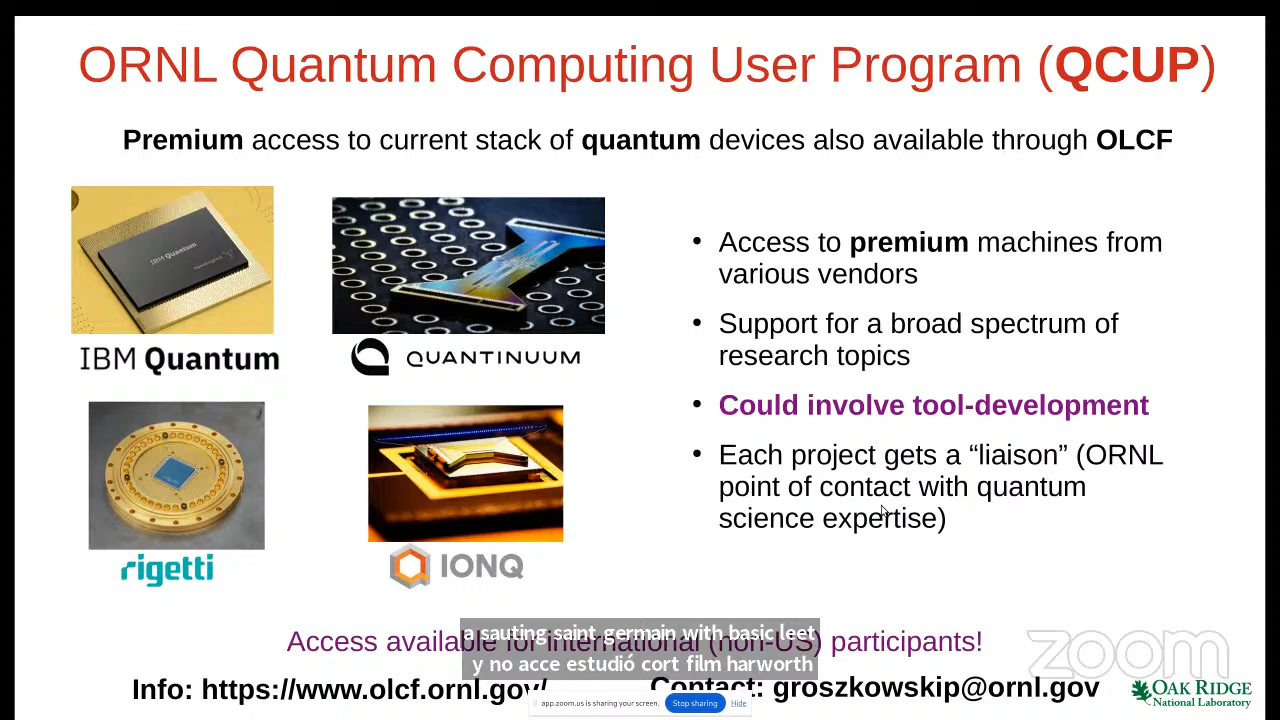 ORNL Quantum Computing User Program (QCUP)
Premium access to current stack of quantum devices also available through OLCF
IBM Quantum
IBM Quantum
QUANTINUUM
rigetti
rigetti
IONQ
• Access to premium machines from
various vendors
• Support for a broad spectrum of
research topics
• Could involve tool-development
• Each project gets a “liaison” (ORNL
point of contact with quantum
science expertise)
Access available for international (non-US) participants!
a sauting saint germain with basic leet
y no acce estudió cort film harworth
Info: https://www.olcf.ornl.gov/
Contact: groszkowskip@ornl.gov
app.zoom.us is sharing your screen.
Stop sharing
Hide
zoom
OAK RIDGE
National Laboratory